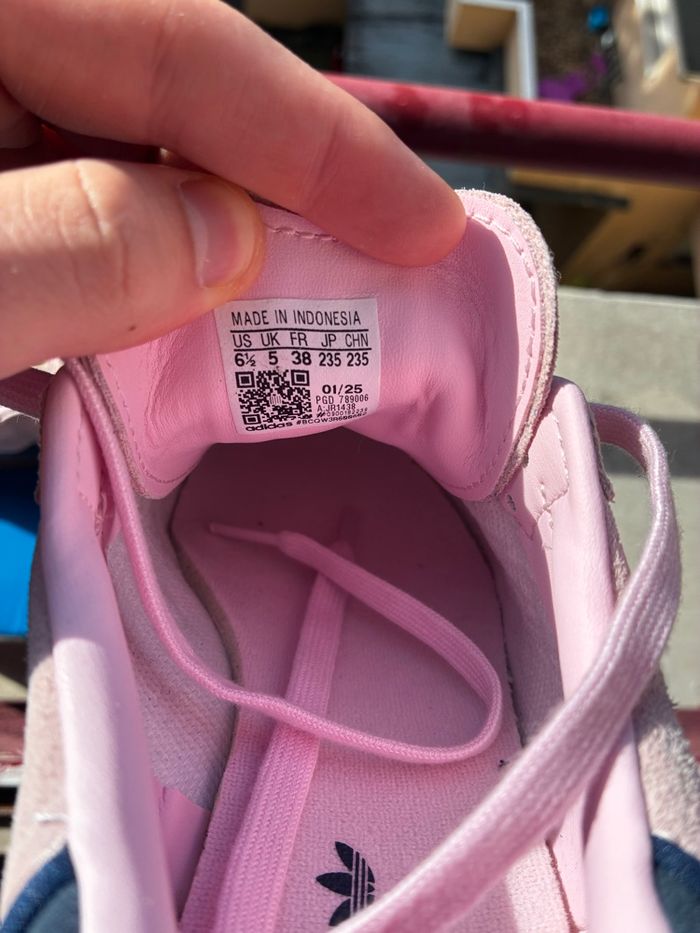 MADE IN INDONESIA
US UK FR JP CHN
6½ 5 38 235 235
01/25
PGD 789006
A:JR1438
adidas